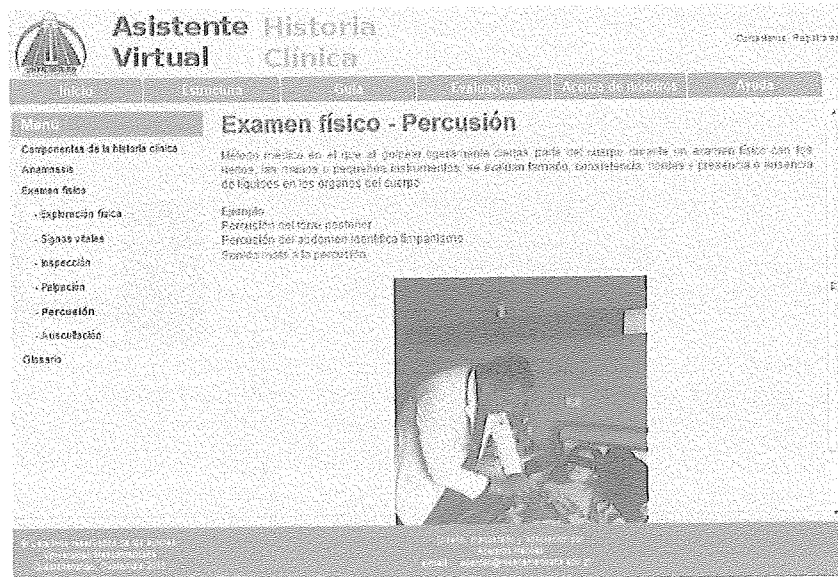 Asistente Historia
Virtual Clínica
Inicio Estructura Guía Evaluación Acerca de nosotros Ayuda
Menú
Componentes de la historia clínica
Anamnesis
Examen físico
- Exploración física
- Signos vitales
- Inspección
- Palpación
- Percusión
- Auscultación
Glosario
Examen físico - Percusión
Método médico en el que al golpear ligeramente ciertas parte del cuerpo durante un examen físico con los
dedos, las manos o pequeños instrumentos, se evalúan tamaño, consistencia, bordes y presencia o ausencia
de líquidos en los órganos del cuerpo
Ejemplo
Percusión del tórax posterior
Percusión del abdomen identifica timpanismo
Sonido mate a la percusión